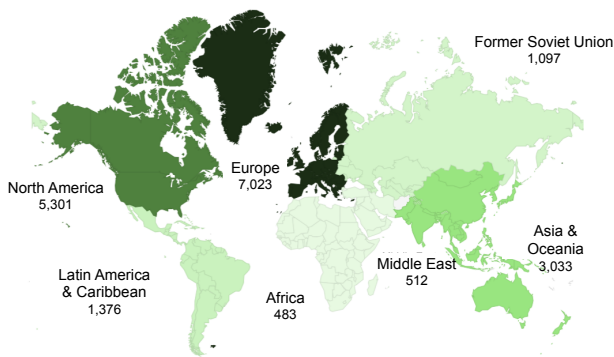 Former Soviet Union
1,097
Europe
7,023
North America
5,301
Asia &
Oceania
3,033
Middle East
512
Latin America
& Caribbean
1,376
Africa
483